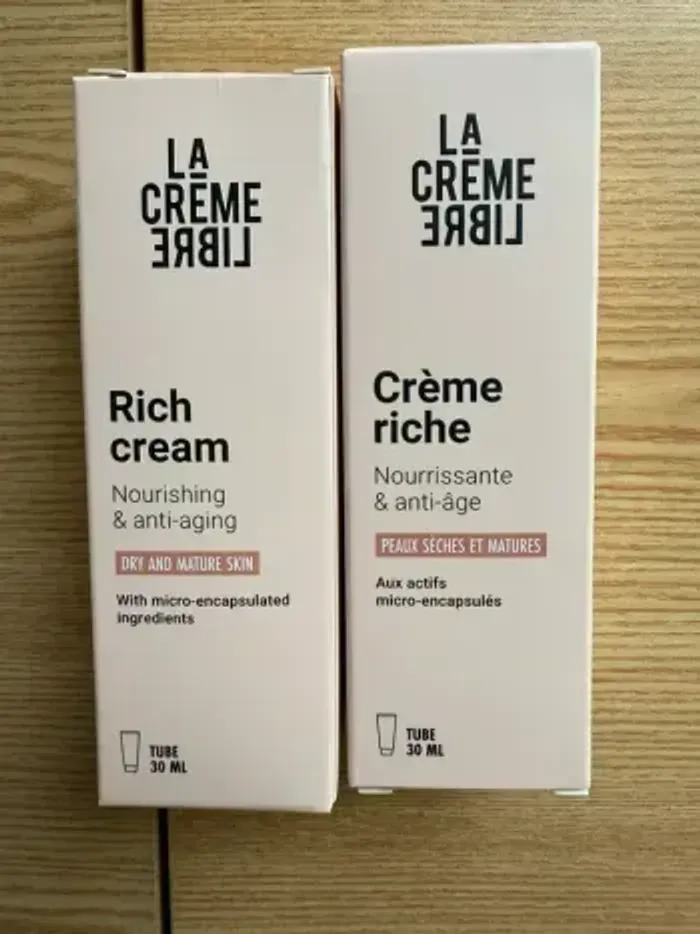 LA
CRÈME
LIBRE
Rich
cream
Nourishing
& anti-aging
DRY AND MATURE SKIN
With micro-encapsulated
ingredients
TUBE
30 ML
LA
CRÈME
LIBRE
Crème
riche
Nourrissante
& anti-âge
PEAUX SÈCHES ET MATURES
Aux actifs
micro-encapsulés
TUBE
30 ML